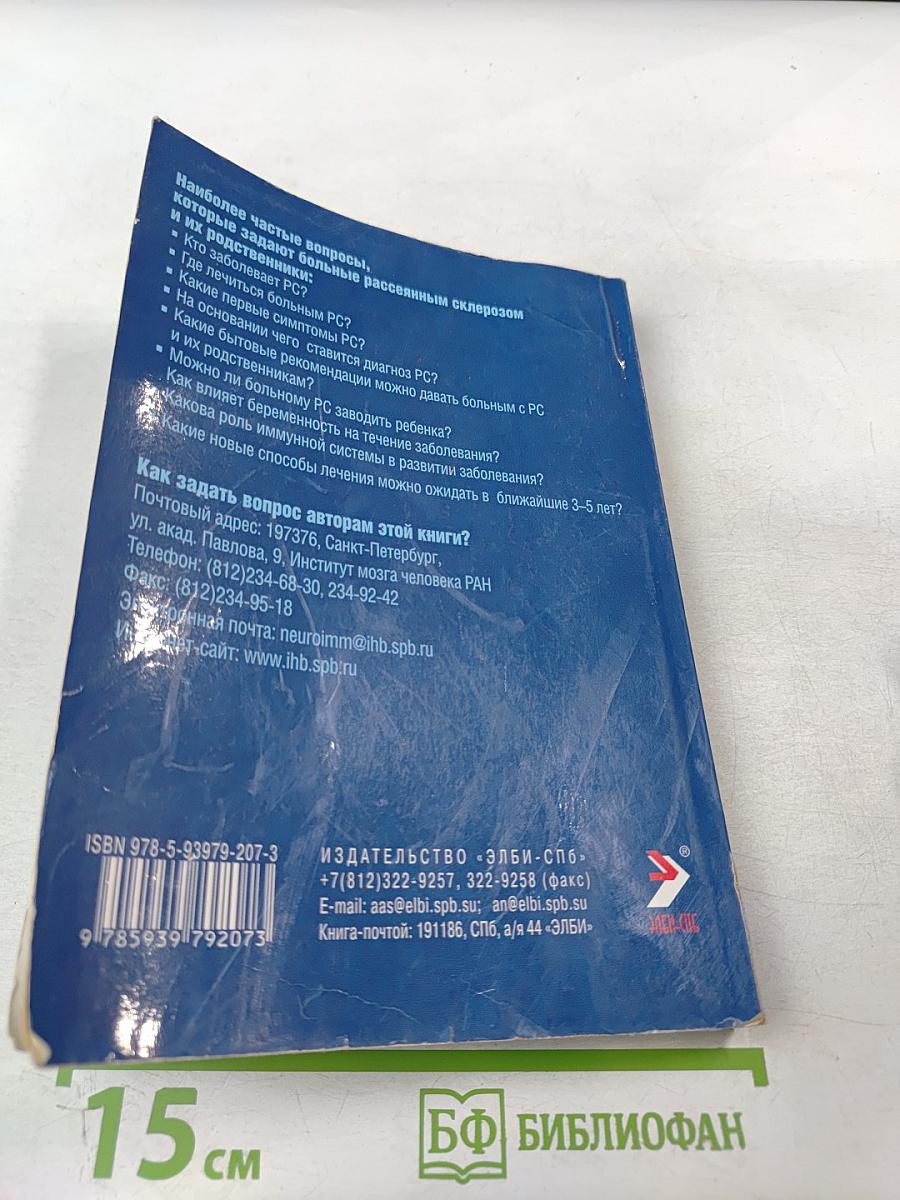 Наиболее частые вопросы,
которые задают больные рассеянным склерозом
и их родственники:
▪ Кто заболевает РС?
▪ Где лечиться больным РС?
▪ Какие первые симптомы РС?
▪ На основании чего ставится диагноз РС?
▪ Какие бытовые рекомендации можно давать больным с РС
и их родственникам?
▪ Можно ли больному РС заводить ребенка?
Как влияет беременность на течение заболевания?
Какова роль иммунной системы в развитии заболевания?
Какие новые способы лечения можно ожидать в ближайшие 3–5 лет?
Как задать вопрос авторам этой книги?
Почтовый адрес: 197376, Санкт-Петербург,
ул. акад. Павлова, 9, Институт мозга человека РАН
Телефон: (812)234-68-30, 234-92-42
Факс: (812)234-95-18
Электронная почта: neuroimm@ihb.spb.ru
Интернет-сайт: www.ihb.spb.ru
ISBN 978-5-93979-207-3
9 785939 792073
ИЗДАТЕЛЬСТВО «ЭЛБИ-СПб»
+7(812)322-9257, 322-9258 (факс)
E-mail: aas@elbi.spb.su; an@elbi.spb.su
Книга-почтой: 191186, СПб, а/я 44 «ЭЛБИ»
®
ЭЛБИ-СПБ
15 см
БФ БИБЛИОФАН